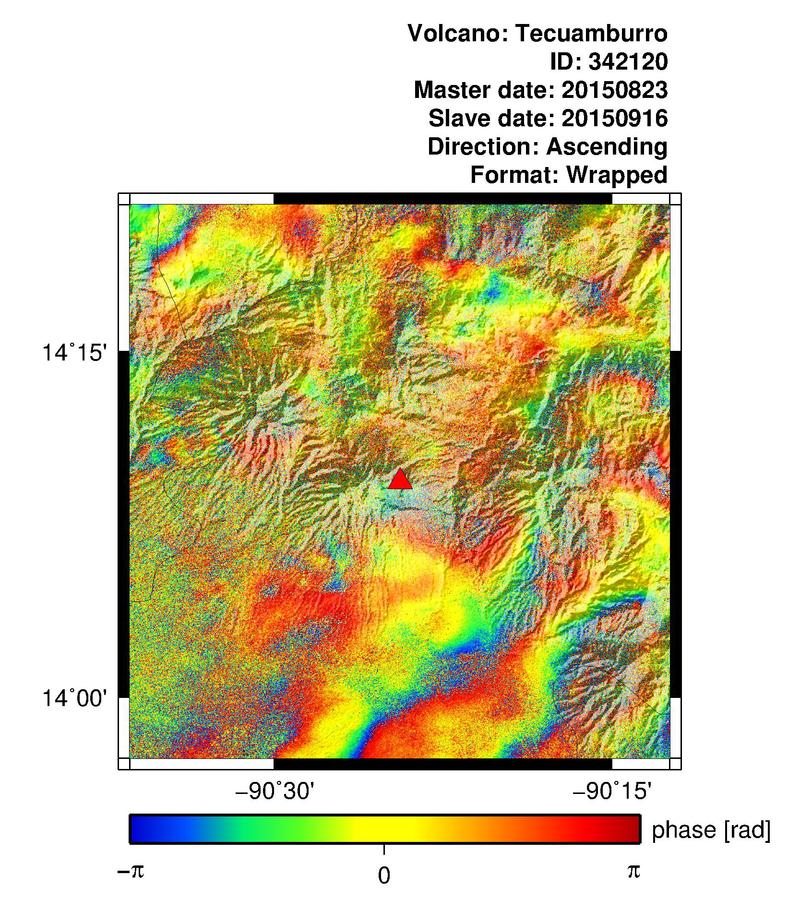 Volcano: Tecuamburro
ID: 342120
Master date: 20150823
Slave date: 20150916
Direction: Ascending
Format: Wrapped
14°15'
14°00'
−90°30' −90°15'
phase [rad]
−π 0 π